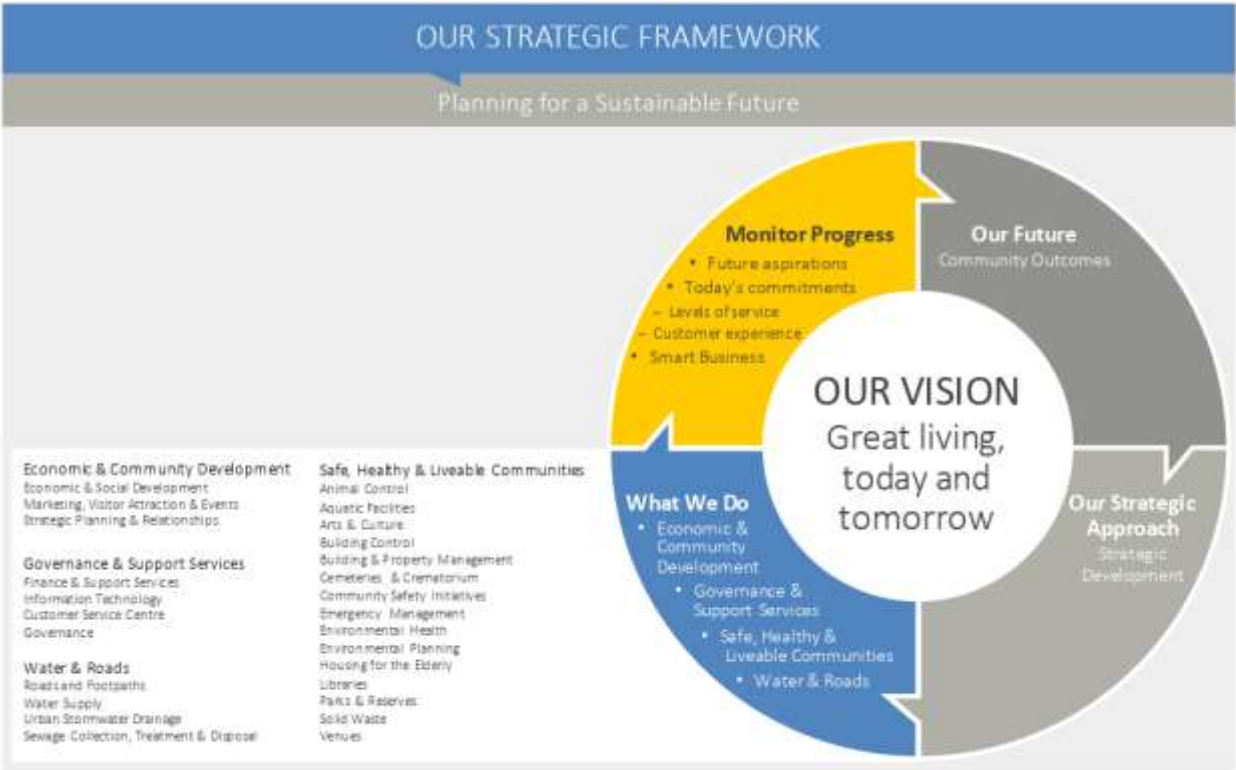 OUR STRATEGIC FRAMEWORK
Planning for a Sustainable Future
Monitor Progress
• Future aspirations
• Today's commitments
– Levels of service
– Customer experience
• Smart Business
Our Future
Community Outcomes
OUR VISION
Great living,
today and
tomorrow
Our Strategic
Approach
Strategic
Development
What We Do
• Economic &
Community
Development
• Governance &
Support Services
• Safe, Healthy &
Liveable Communities
• Water & Roads
Economic & Community Development
Economic & Social Development
Marketing, Visitor Attraction & Events
Strategic Planning & Relationships
Governance & Support Services
Finance & Support Services
Information Technology
Customer Service Centre
Governance
Water & Roads
Roads and Footpaths
Water Supply
Urban Stormwater Drainage
Sewage Collection, Treatment & Disposal
Safe, Healthy & Liveable Communities
Animal Control
Aquatic Facilities
Arts & Culture
Building Control
Building & Property Management
Cemeteries & Crematorium
Community Safety Initiatives
Emergency Management
Environmental Health
Environmental Planning
Housing for the Elderly
Libraries
Parks & Reserves
Solid Waste
Venues